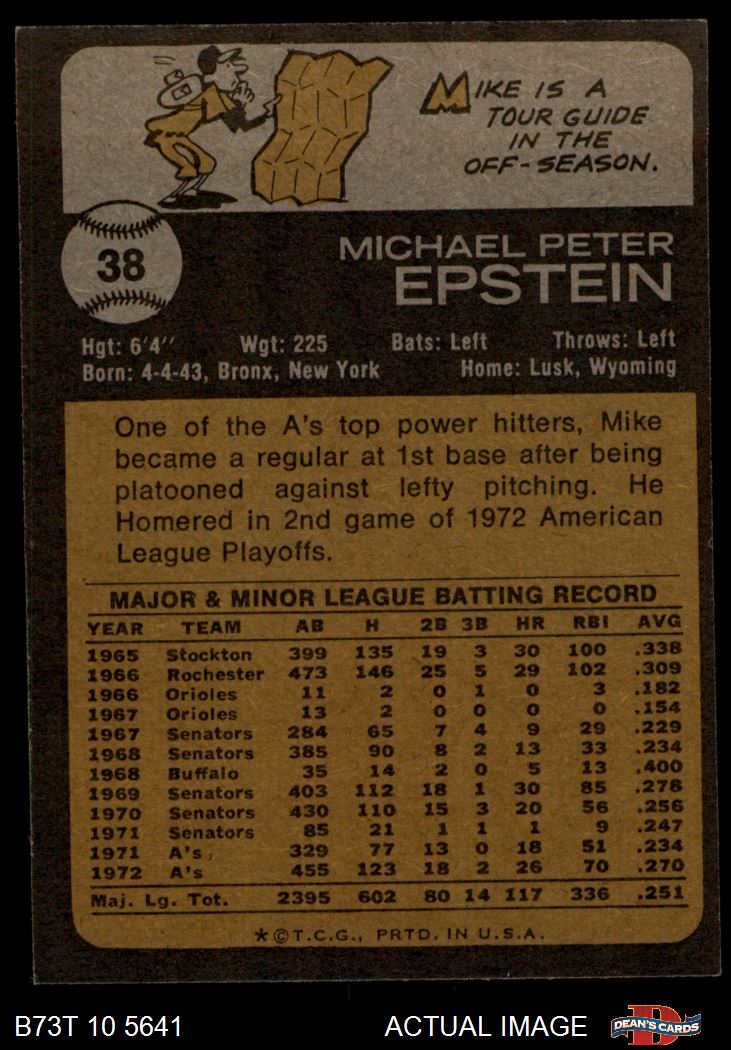 MIKE IS A
TOUR GUIDE
IN THE
OFF-SEASON.
38
MICHAEL PETER
EPSTEIN
Hgt: 6'4" Wgt: 225 Bats: Left Throws: Left
Born: 4-4-43, Bronx, New York Home: Lusk, Wyoming
One of the A's top power hitters, Mike
became a regular at 1st base after being
platooned against lefty pitching. He
Homered in 2nd game of 1972 American
League Playoffs.
MAJOR & MINOR LEAGUE BATTING RECORD
YEAR TEAM AB H 2B 3B HR RBI AVG
1965 Stockton 399 135 19 3 30 100 .338
1966 Rochester 473 146 25 5 29 102 .309
1966 Orioles 11 2 0 1 0 3 .182
1967 Orioles 13 2 0 0 0 0 .154
1967 Senators 284 65 7 4 9 29 .229
1968 Senators 385 90 8 2 13 33 .234
1968 Buffalo 35 14 2 0 5 13 .400
1969 Senators 403 112 18 1 30 85 .278
1970 Senators 430 110 15 3 20 56 .256
1971 Senators 85 21 1 1 1 9 .247
1971 A's 329 77 13 0 18 51 .234
1972 A's 455 123 18 2 26 70 .270
Maj. Lg. Tot. 2395 602 80 14 117 336 .251
*©T.C.G., PRTD. IN U.S.A.
B73T 10 5641 ACTUAL IMAGE D DEAN'S CARDS